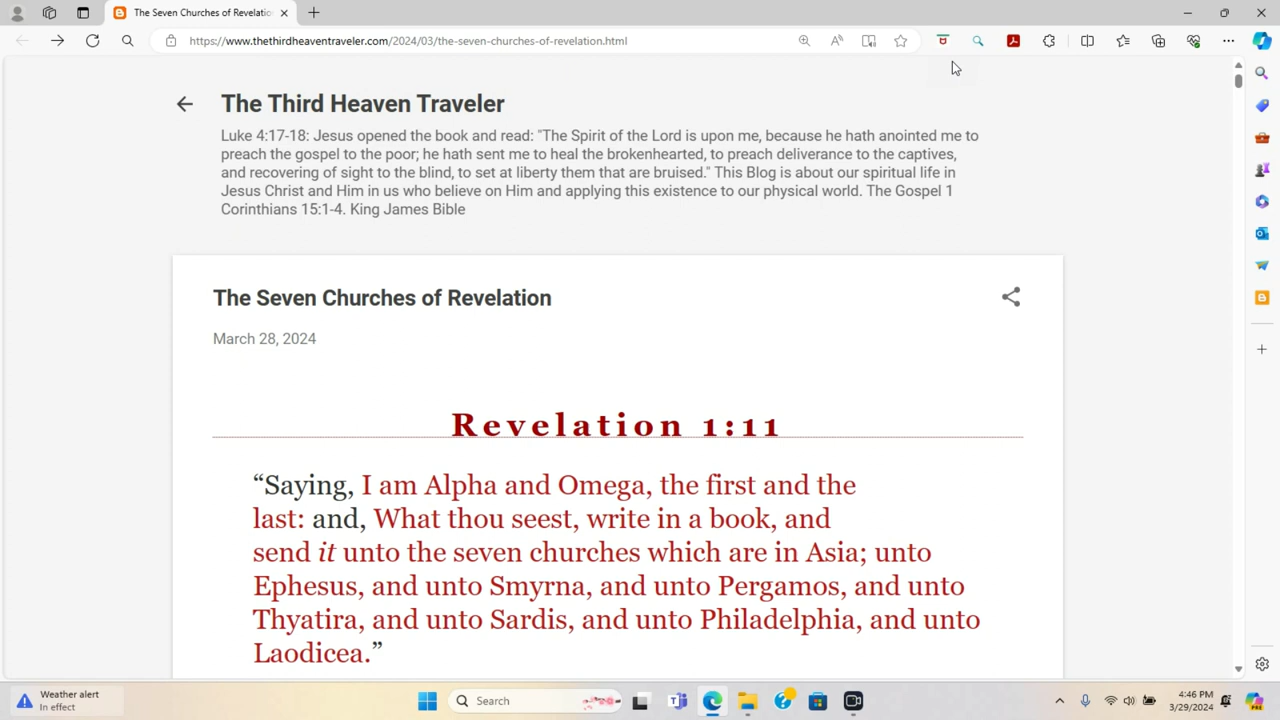 The Seven Churches of Revelatio
https://www.thethirdheaventraveler.com/2024/03/the-seven-churches-of-revelation.html
The Third Heaven Traveler
Luke 4:17-18: Jesus opened the book and read: "The Spirit of the Lord is upon me, because he hath anointed me to
preach the gospel to the poor; he hath sent me to heal the brokenhearted, to preach deliverance to the captives,
and recovering of sight to the blind, to set at liberty them that are bruised." This Blog is about our spiritual life in
Jesus Christ and Him in us who believe on Him and applying this existence to our physical world. The Gospel 1
Corinthians 15:1-4. King James Bible
The Seven Churches of Revelation
March 28, 2024
Revelation 1:11
“Saying, I am Alpha and Omega, the first and the
last: and, What thou seest, write in a book, and
send it unto the seven churches which are in Asia; unto
Ephesus, and unto Smyrna, and unto Pergamos, and unto
Thyatira, and unto Sardis, and unto Philadelphia, and unto
Laodicea.”
Weather alert
In effect
Search
4:46 PM
3/29/2024